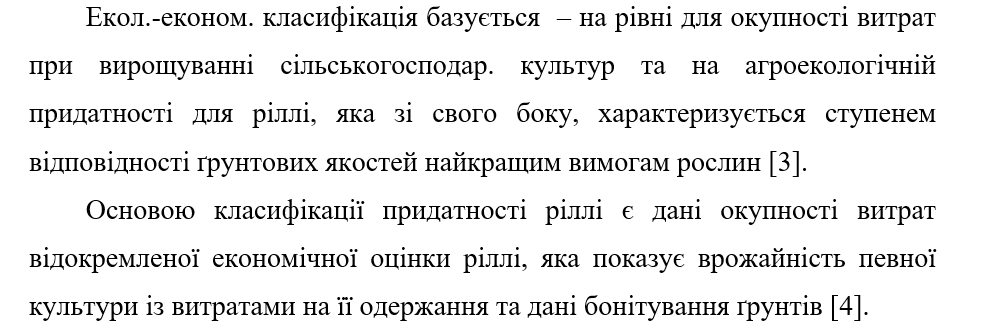 Екол.-економ. класифікація базується – на рівні для окупності витрат
при вирощуванні сільськогосподар. культур та на агроекологічній
придатності для ріллі, яка зі свого боку, характеризується ступенем
відповідності ґрунтових якостей найкращим вимогам рослин [3].
Основою класифікації придатності ріллі є дані окупності витрат
відокремленої економічної оцінки ріллі, яка показує врожайність певної
культури із витратами на її одержання та дані бонітування ґрунтів [4].